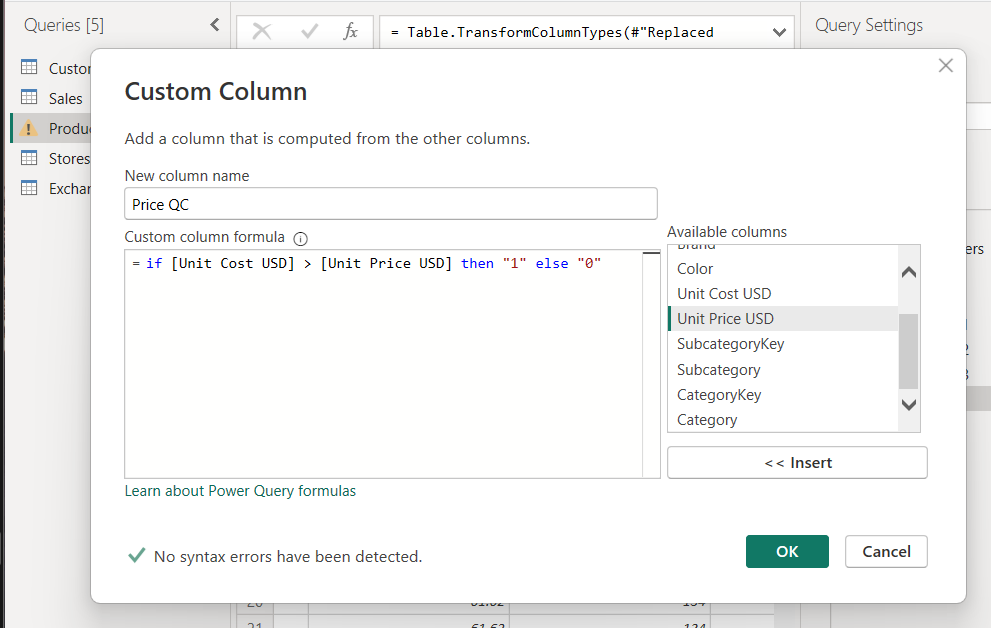 Queries [5]
fx
= Table.TransformColumnTypes(#"Replaced
Query Settings
Custom Column
Add a column that is computed from the other columns.
New column name
Price QC
Custom column formula
= if [Unit Cost USD] > [Unit Price USD] then "1" else "0"
Available columns
Brand
Color
Unit Cost USD
Unit Price USD
SubcategoryKey
Subcategory
CategoryKey
Category
<< Insert
Learn about Power Query formulas
No syntax errors have been detected.
OK
Cancel
Custor
Sales
Produ
Stores
Exchar
ers